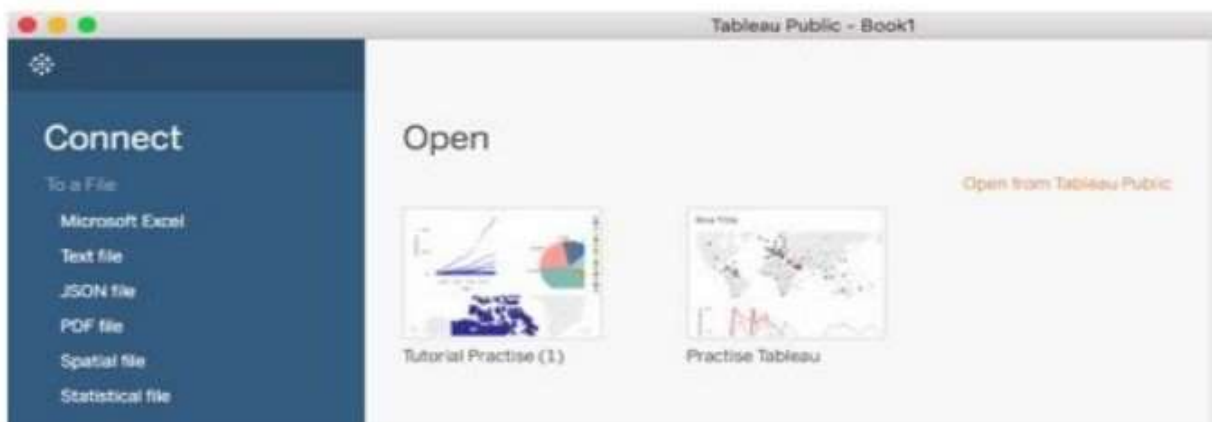 Tableau Public - Book1
Connect
To a File
Microsoft Excel
Text file
JSON file
PDF file
Spatial file
Statistical file
Open
Open from Tableau Public
Tutorial Practise (1)
Practise Tableau